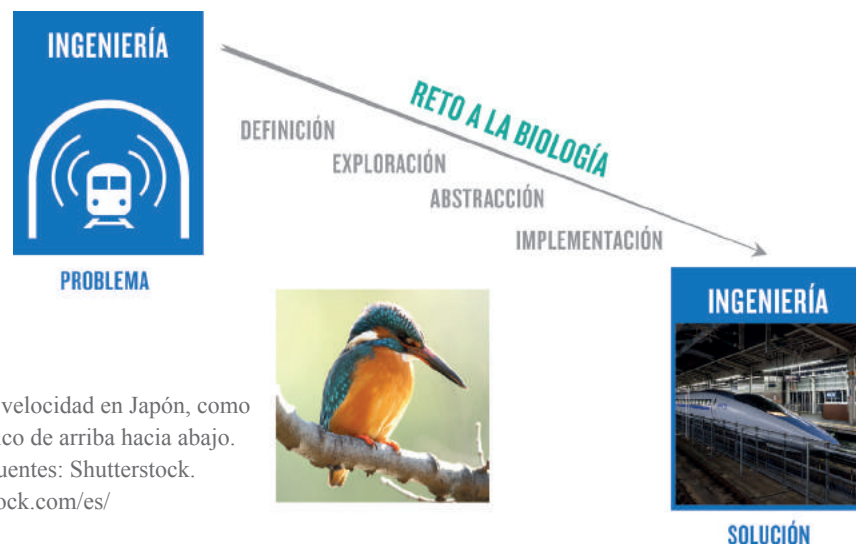 INGENIERÍA
PROBLEMA
RETO A LA BIOLOGÍA
DEFINICIÓN
EXPLORACIÓN
ABSTRACCIÓN
IMPLEMENTACIÓN
INGENIERÍA
SOLUCIÓN
velocidad en Japón, como
ico de arriba hacia abajo.
uentes: Shutterstock.
ock.com/es/